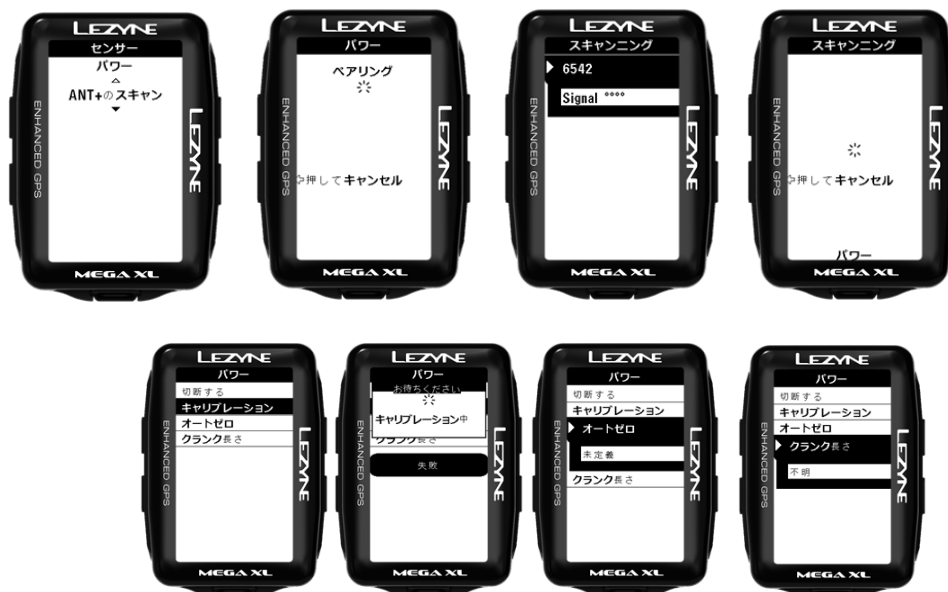 LEZYNE
センサー
パワー
ANT+のスキャン
ENHANCED GPS
LEZYNE
MEGA XL
LEZYNE
パワー
ペアリング
押してキャンセル
ENHANCED GPS
LEZYNE
MEGA XL
LEZYNE
スキャンニング
6542
Signal °°°°
ENHANCED GPS
LEZYNE
MEGA XL
LEZYNE
スキャンニング
押してキャンセル
パワー
ENHANCED GPS
LEZYNE
MEGA XL
LEZYNE
パワー
切断する
キャリブレーション
オートゼロ
クランク長さ
ENHANCED GPS
LEZYNE
MEGA XL
LEZYNE
パワー
お待ちください
キャリブレーション中
クランク長さ
失敗
ENHANCED GPS
LEZYNE
MEGA XL
LEZYNE
パワー
切断する
キャリブレーション
オートゼロ
未定義
クランク長さ
ENHANCED GPS
LEZYNE
MEGA XL
LEZYNE
パワー
切断する
キャリブレーション
オートゼロ
クランク長さ
不明
ENHANCED GPS
LEZYNE
MEGA XL